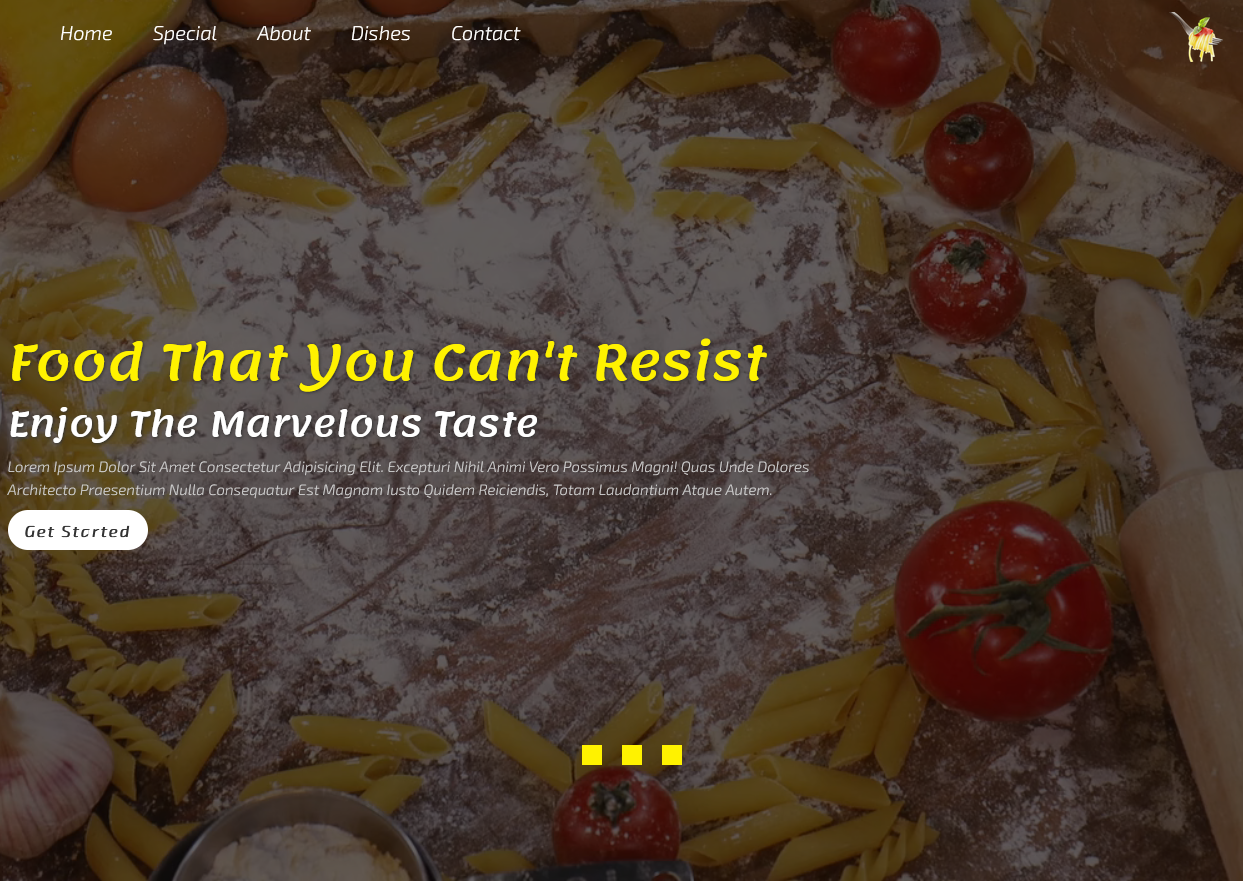 Home Special About Dishes Contact
Food That You Can't Resist
Enjoy The Marvelous Taste
Lorem Ipsum Dolor Sit Amet Consectetur Adipisicing Elit. Excepturi Nihil Animi Vero Possimus Magni! Quas Unde Dolores
Architecto Praesentium Nulla Consequatur Est Magnam Iusto Quidem Reiciendis, Totam Laudantium Atque Autem.
Get Started